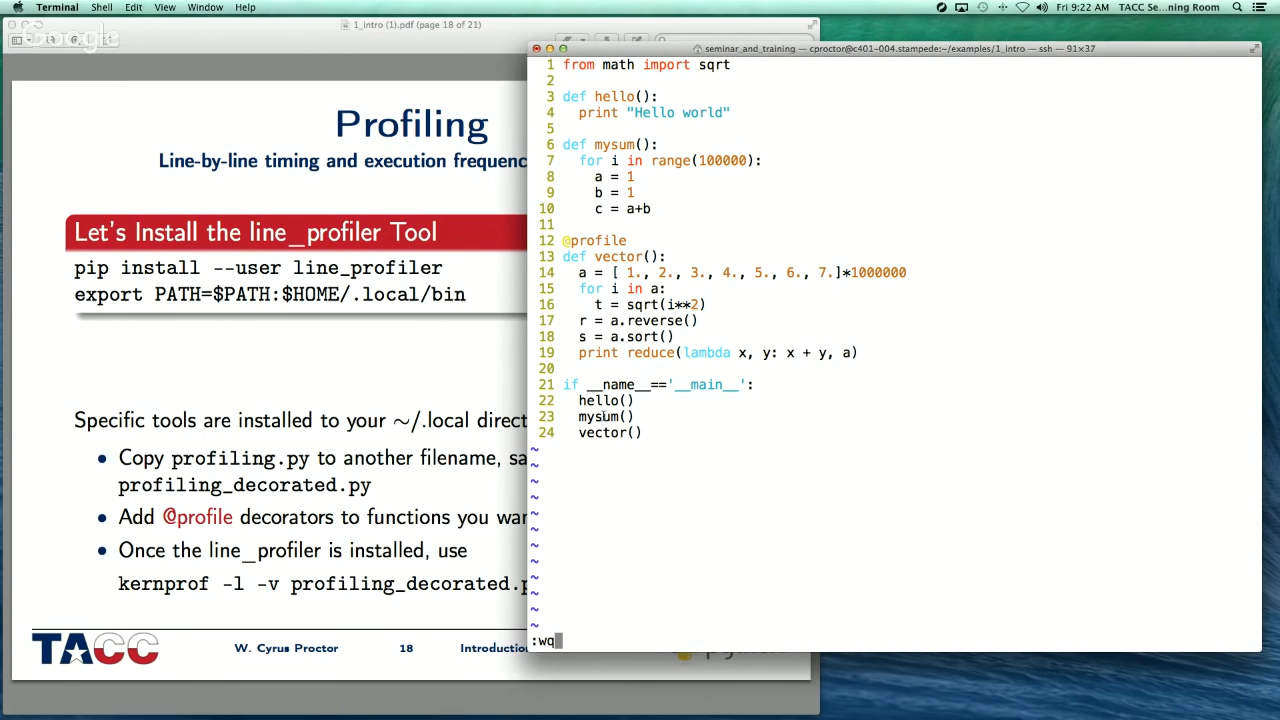 Terminal Shell Edit View Window Help
Fri 9:22 AM TACC Se...ning Room
1_intro (1).pdf (page 18 of 21)
Google
Profiling
Line-by-line timing and execution frequenc
Let's Install the line_profiler Tool
pip install --user line_profiler
export PATH=$PATH:$HOME/.local/bin
Specific tools are installed to your ~/.local direct
• Copy profiling.py to another filename, sa
profiling_decorated.py
• Add @profile decorators to functions you wan
• Once the line_profiler is installed, use
kernprof -l -v profiling_decorated.p
TACC
W. Cyrus Proctor
18
Introduction
python
seminar_and_training — cproctor@c401-004.stampede:~/examples/1_intro — ssh — 91×37
1 from math import sqrt
2
3 def hello():
4   print "Hello world"
5
6 def mysum():
7   for i in range(100000):
8     a = 1
9     b = 1
10     c = a+b
11
12 @profile
13 def vector():
14   a = [ 1., 2., 3., 4., 5., 6., 7.]*1000000
15   for i in a:
16     t = sqrt(i**2)
17   r = a.reverse()
18   s = a.sort()
19   print reduce(lambda x, y: x + y, a)
20
21 if __name__=='__main__':
22   hello()
23   mysum()
24   vector()
~
~
~
~
~
~
~
~
~
~
~
~
:wq